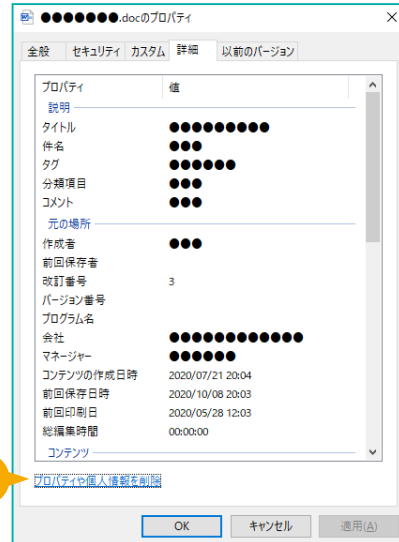 ●●●●●●●.docのプロパティ
全般 セキュリティ カスタム 詳細 以前のバージョン
プロパティ 値
説明
タイトル ●●●●●●●●●
件名 ●●●
タグ ●●●●●●
分類項目 ●●●
コメント ●●●
元の場所
作成者 ●●●
前回保存者
改訂番号 3
バージョン番号
プログラム名
会社 ●●●●●●●●●●●●
マネージャー ●●●●●●
コンテンツの作成日時 2020/07/21 20:04
前回保存日時 2020/10/08 20:03
前回印刷日 2020/05/28 12:03
総編集時間 00:00:00
コンテンツ
プロパティや個人情報を削除
OK キャンセル 適用(A)